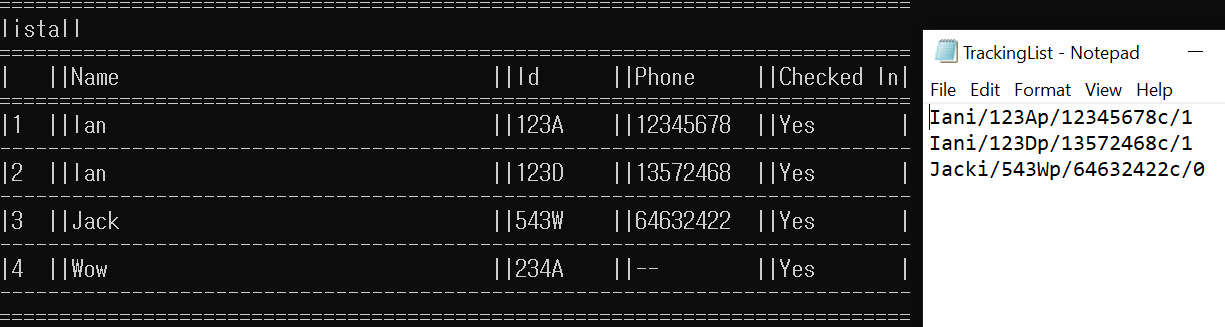 listall
|   ||Name                               ||Id      ||Phone     ||Checked In|
|1  ||Ian                                ||123A    ||12345678  ||Yes       |
|2  ||Ian                                ||123D    ||13572468  ||Yes       |
|3  ||Jack                               ||543W    ||64632422  ||Yes       |
|4  ||Wow                                ||234A    ||--        ||Yes       |
TrackingList - Notepad
File Edit Format View Help
Iani/123Ap/12345678c/1
Iani/123Dp/13572468c/1
Jacki/543Wp/64632422c/0